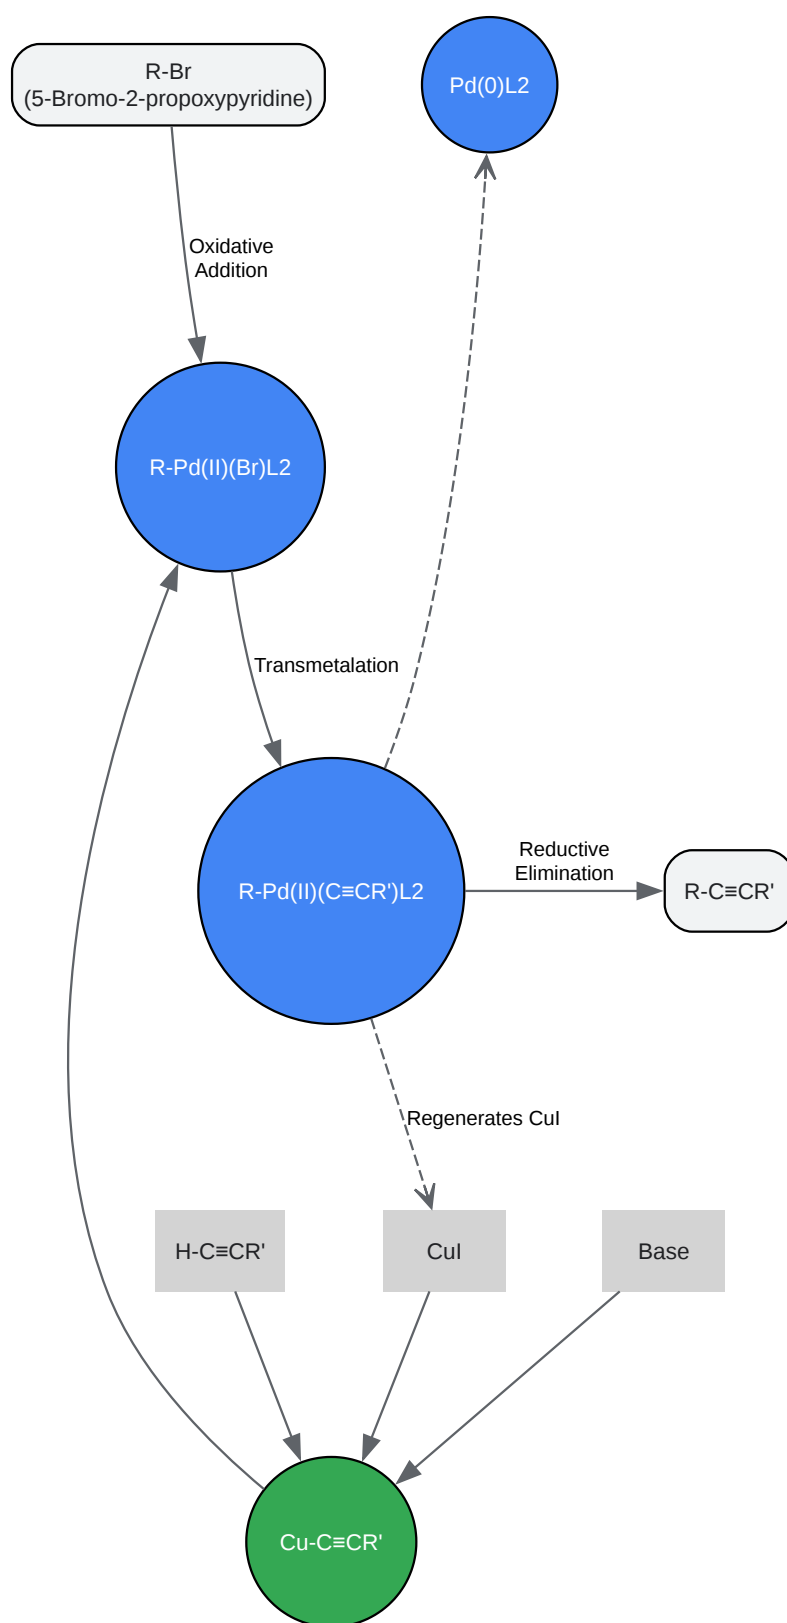 R-Br
(5-Bromo-2-propoxypyridine)
Pd(0)L2
Oxidative
Addition
R-Pd(II)(Br)L2
Transmetalation
R-Pd(II)(C≡CR')L2
Reductive
Elimination
R-C≡CR'
Regenerates CuI
H-C≡CR'
CuI
Base
Cu-C≡CR'